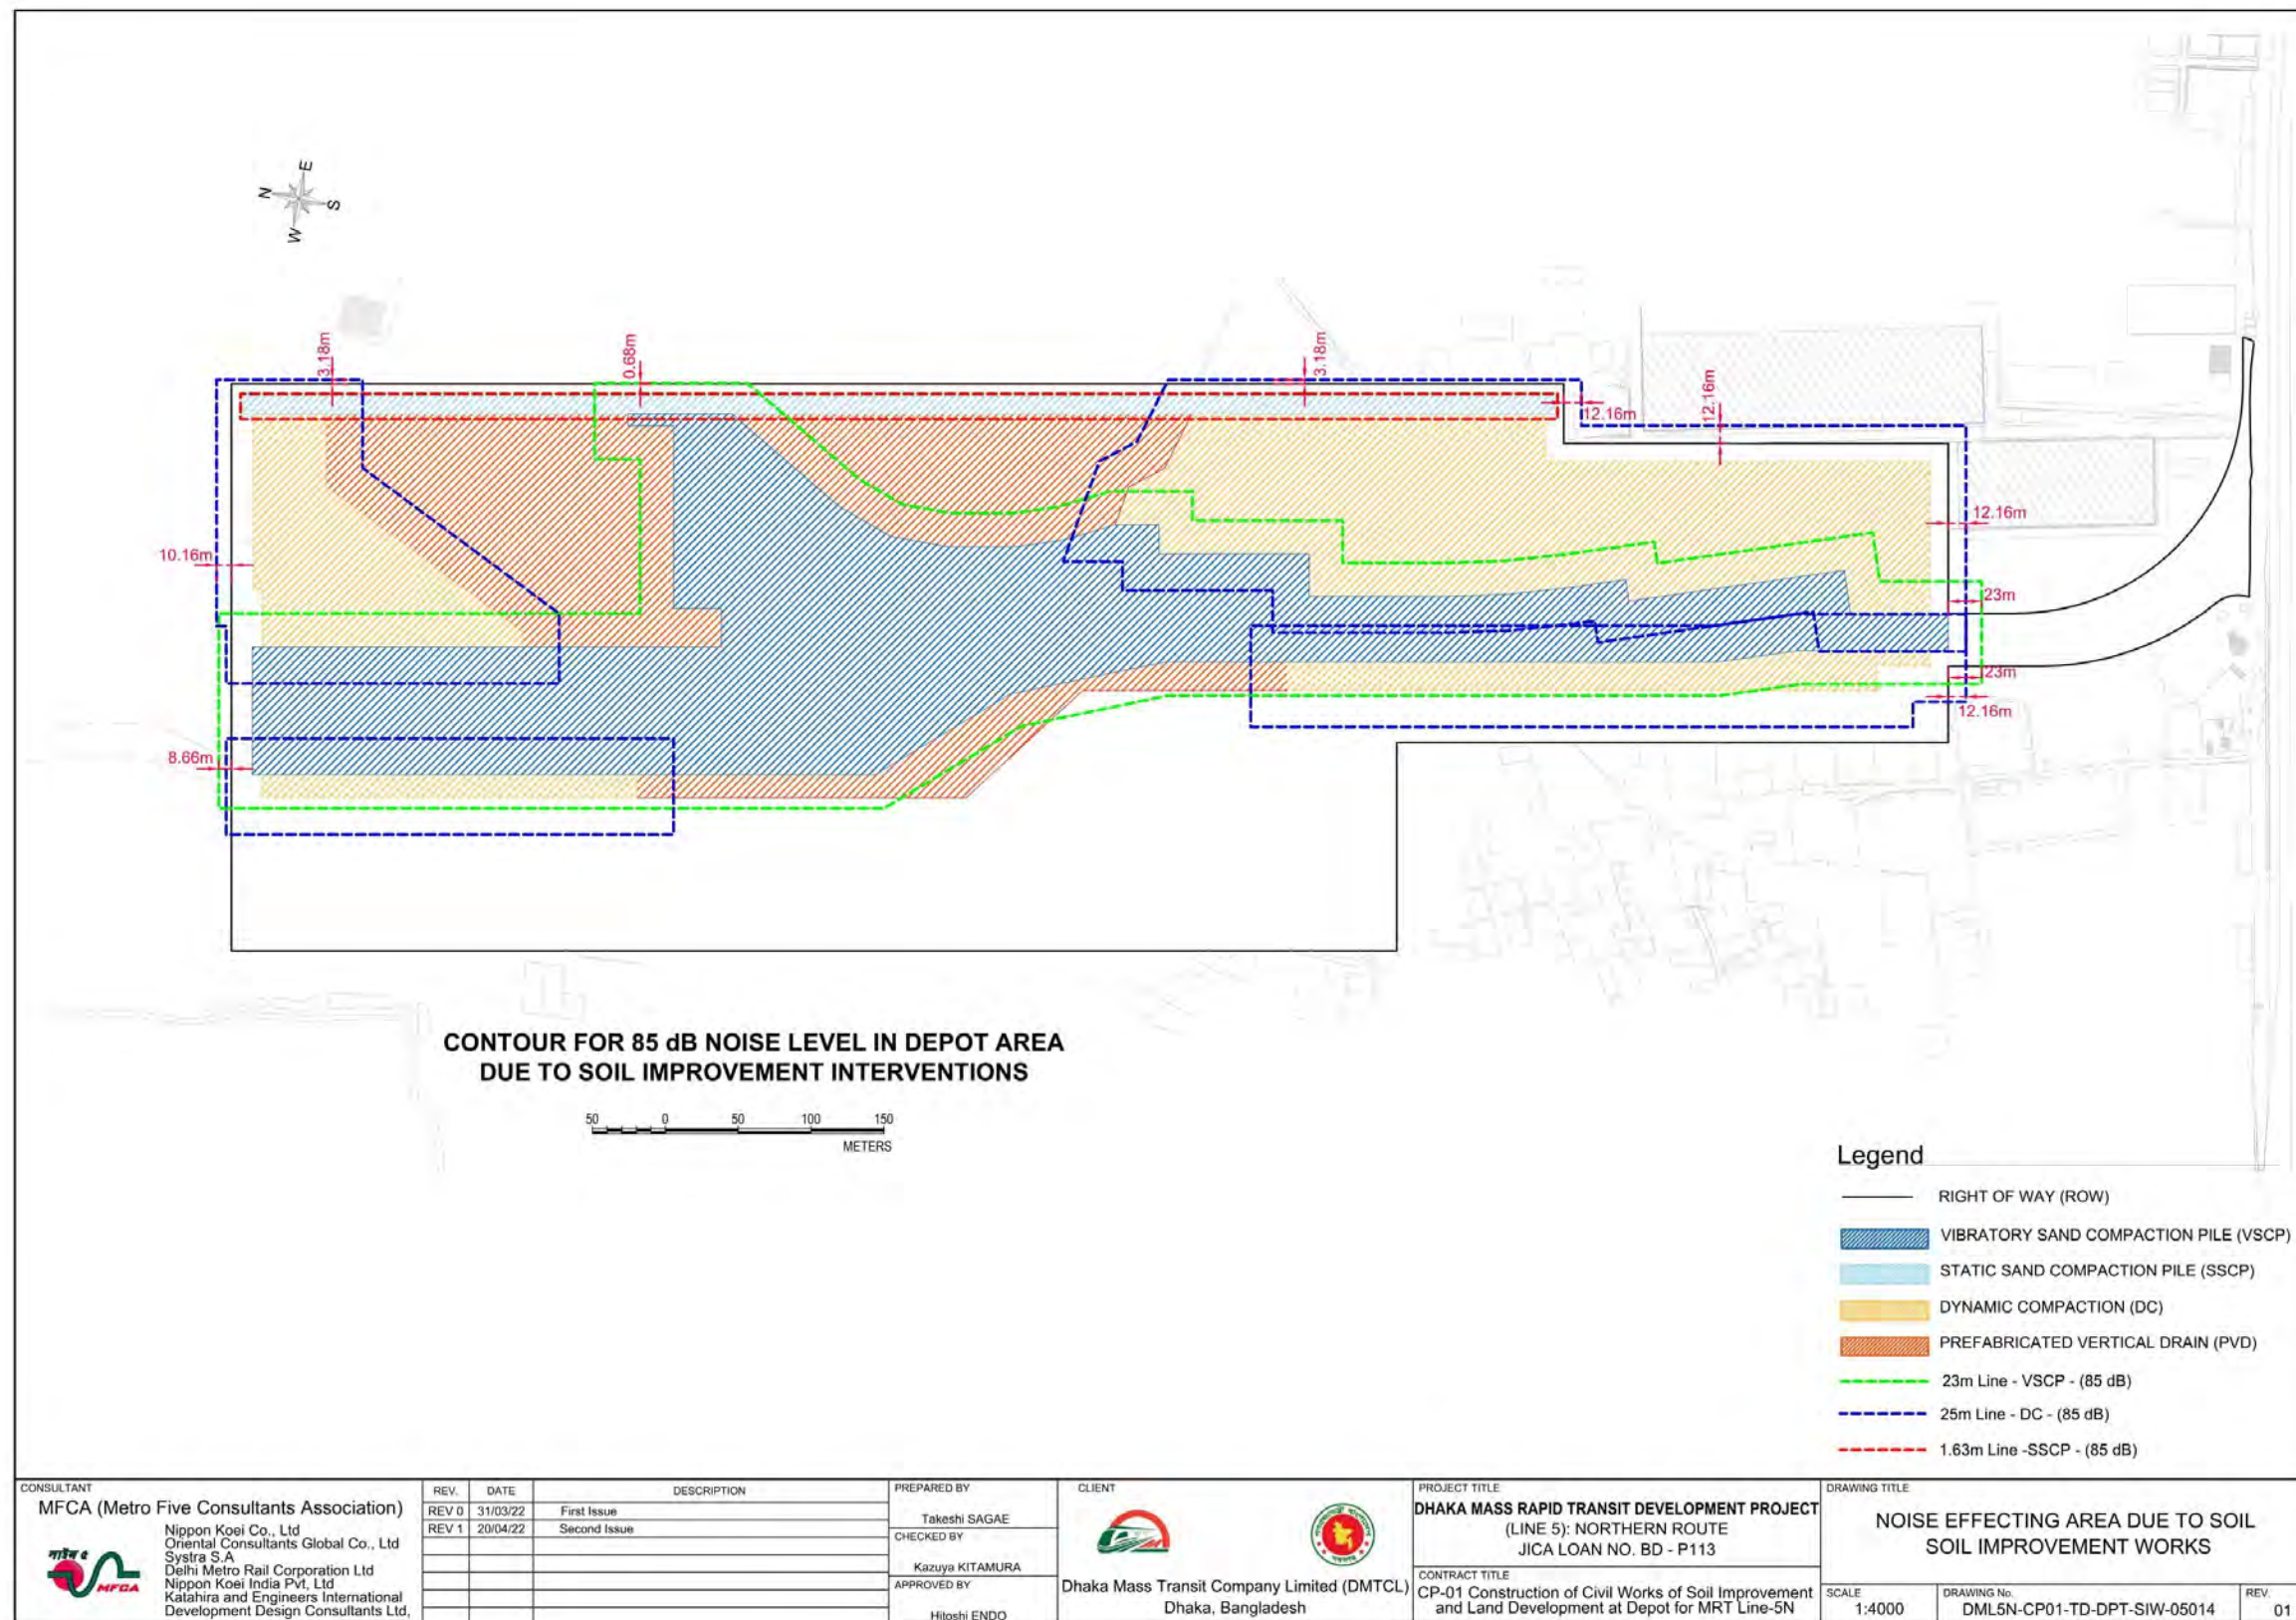 E
N
S
W
3.18m
0.68m
3.18m
12.16m
12.16m
12.16m
10.16m
23m
23m
12.16m
8.66m
CONTOUR FOR 85 dB NOISE LEVEL IN DEPOT AREA
DUE TO SOIL IMPROVEMENT INTERVENTIONS
50 0 50 100 150
METERS
Legend
RIGHT OF WAY (ROW)
VIBRATORY SAND COMPACTION PILE (VSCP)
STATIC SAND COMPACTION PILE (SSCP)
DYNAMIC COMPACTION (DC)
PREFABRICATED VERTICAL DRAIN (PVD)
23m Line - VSCP - (85 dB)
25m Line - DC - (85 dB)
1.63m Line -SSCP - (85 dB)
CONSULTANT
MFCA (Metro Five Consultants Association)
Nippon Koei Co., Ltd
Oriental Consultants Global Co., Ltd
Systra S.A
Delhi Metro Rail Corporation Ltd
Nippon Koei India Pvt, Ltd
Katahira and Engineers International
Development Design Consultants Ltd,
লাইন ৫
MFCA
REV. DATE DESCRIPTION
REV 0 31/03/22 First Issue
REV 1 20/04/22 Second Issue
PREPARED BY
Takeshi SAGAE
CHECKED BY
Kazuya KITAMURA
APPROVED BY
Hitoshi ENDO
CLIENT
Dhaka Mass Transit Company Limited (DMTCL)
Dhaka, Bangladesh
PROJECT TITLE
DHAKA MASS RAPID TRANSIT DEVELOPMENT PROJECT
(LINE 5): NORTHERN ROUTE
JICA LOAN NO. BD - P113
CONTRACT TITLE
CP-01 Construction of Civil Works of Soil Improvement
and Land Development at Depot for MRT Line-5N
DRAWING TITLE
NOISE EFFECTING AREA DUE TO SOIL
SOIL IMPROVEMENT WORKS
SCALE
1:4000
DRAWING No.
DML5N-CP01-TD-DPT-SIW-05014
REV.
01